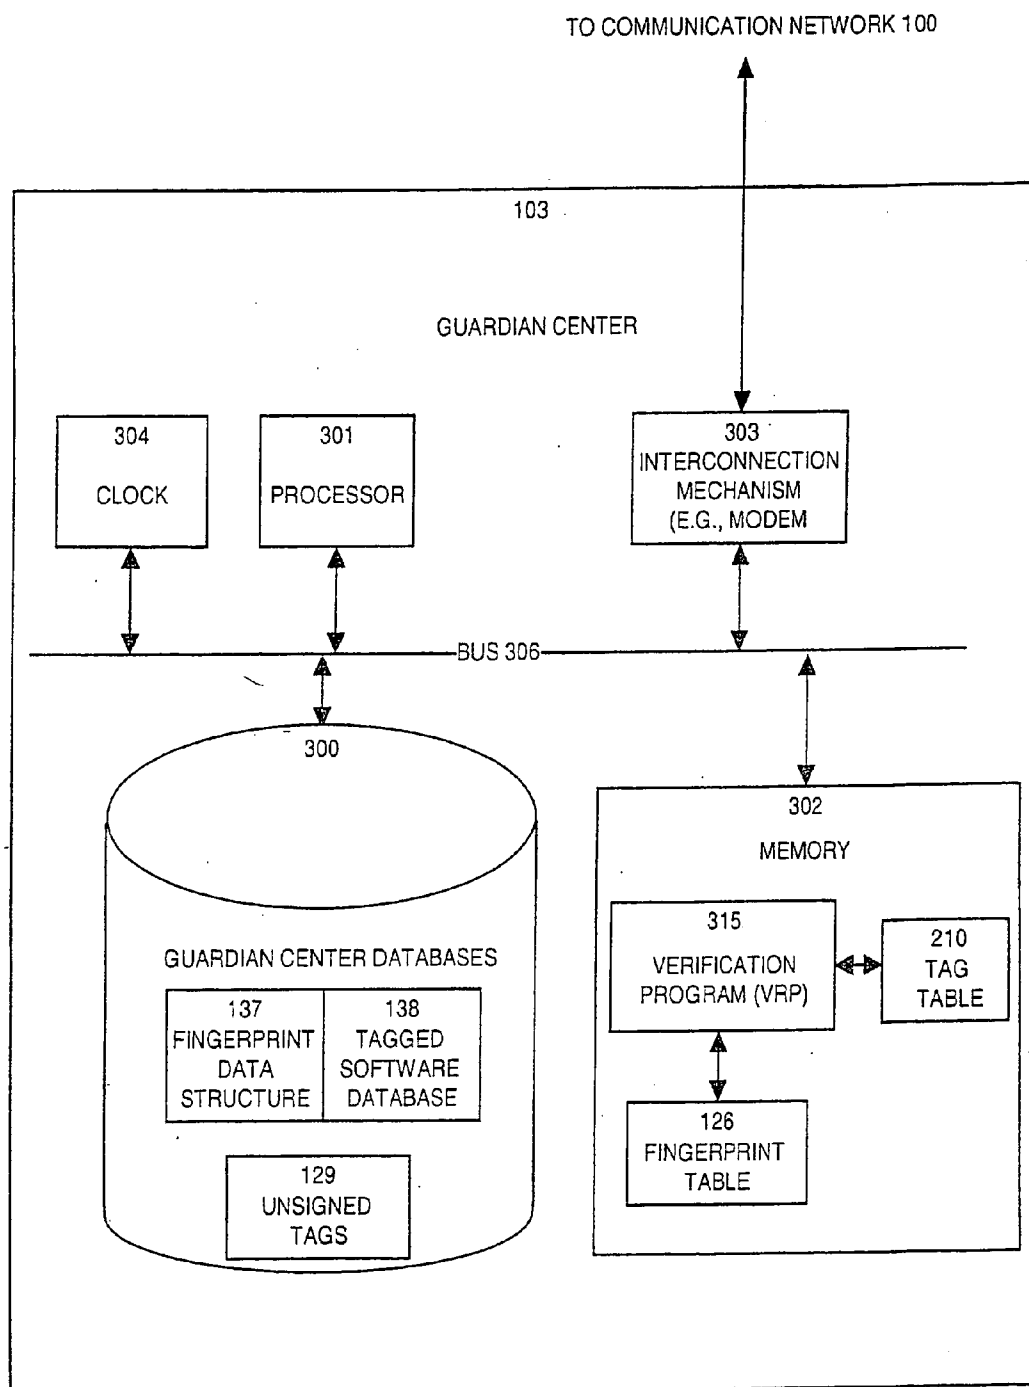 TO COMMUNICATION NETWORK 100
103
GUARDIAN CENTER
304
CLOCK
301
PROCESSOR
303
INTERCONNECTION
MECHANISM
(E.G., MODEM
BUS 306
300
GUARDIAN CENTER DATABASES
137
FINGERPRINT
DATA
STRUCTURE
138
TAGGED
SOFTWARE
DATABASE
129
UNSIGNED
TAGS
302
MEMORY
315
VERIFICATION
PROGRAM (VRP)
210
TAG
TABLE
126
FINGERPRINT
TABLE